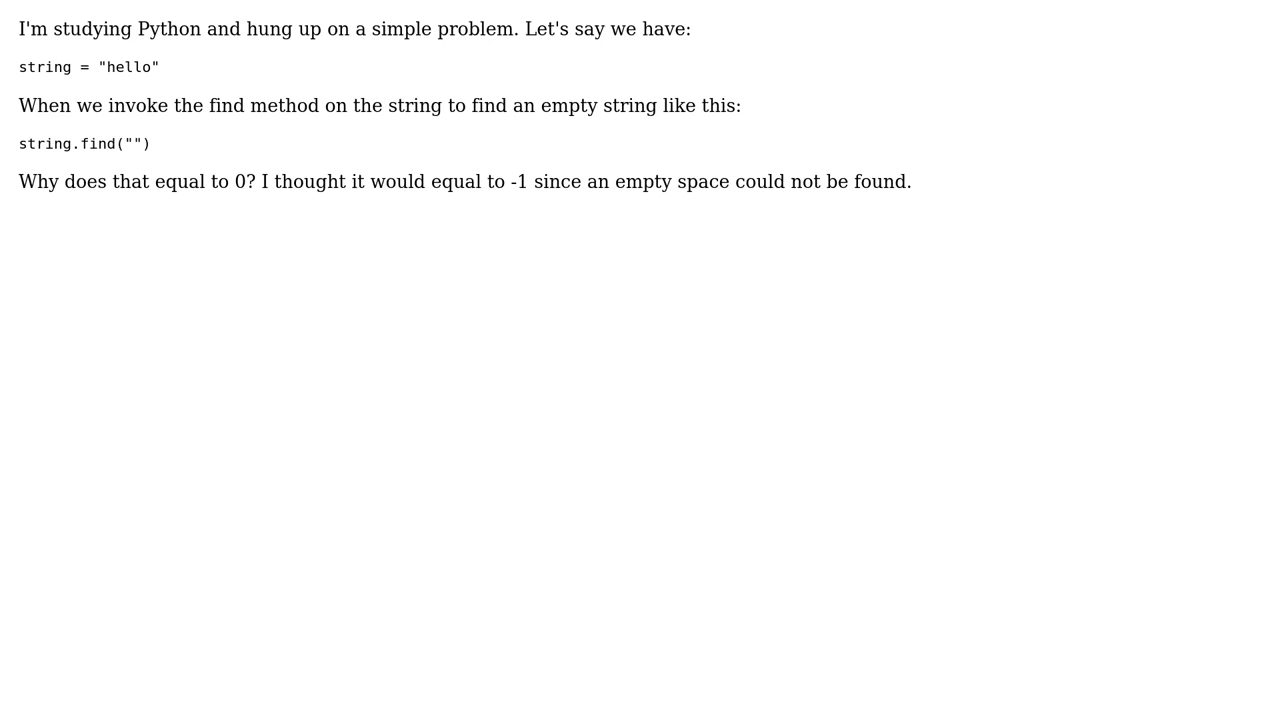 I'm studying Python and hung up on a simple problem. Let's say we have:
string = "hello"
When we invoke the find method on the string to find an empty string like this:
string.find("")
Why does that equal to 0? I thought it would equal to -1 since an empty space could not be found.